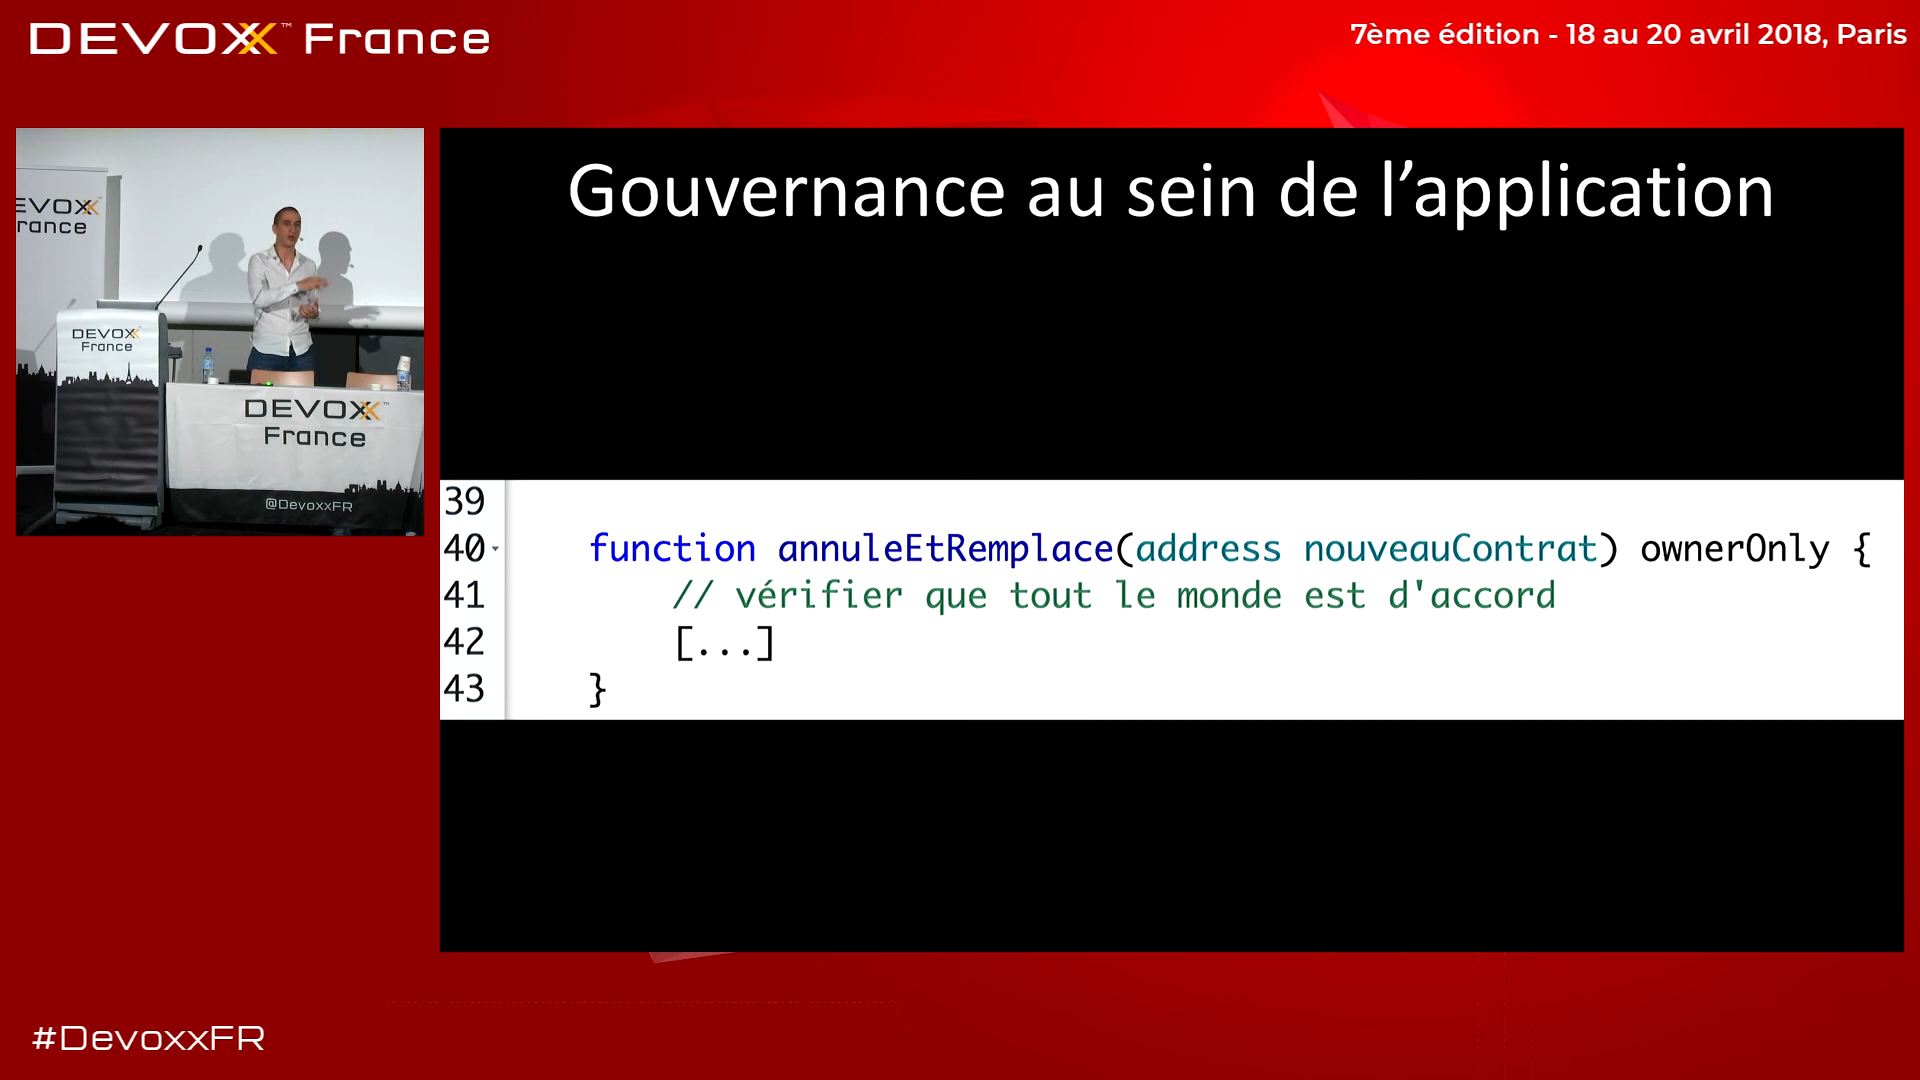 DEVOXX™ France
7ème édition - 18 au 20 avril 2018, Paris
EVOXX
rance
DEVOXX
France
DEVOXX™
France
@DevoxxFR
Gouvernance au sein de l’application
39
40 function annuleEtRemplace(address nouveauContrat) ownerOnly {
41 // vérifier que tout le monde est d'accord
42 [...]
43 }
#DevoxxFR